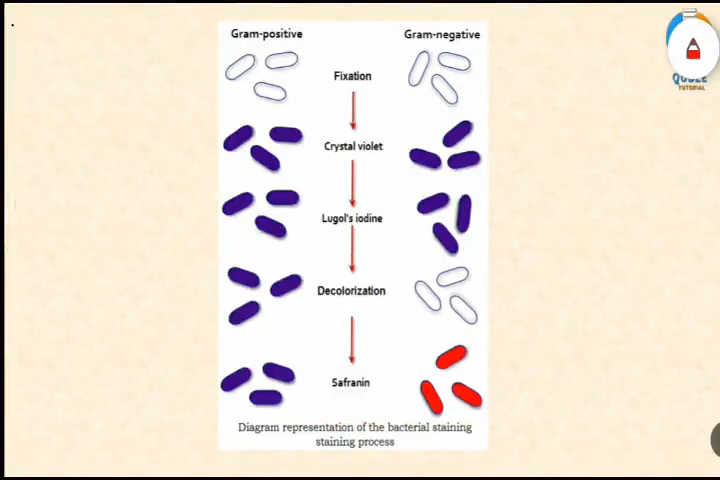 Gram-positive
Gram-negative
Fixation
Crystal violet
Lugol's iodine
Decolorization
Safranin
Diagram representation of the bacterial staining
staining process
TUTORIAL